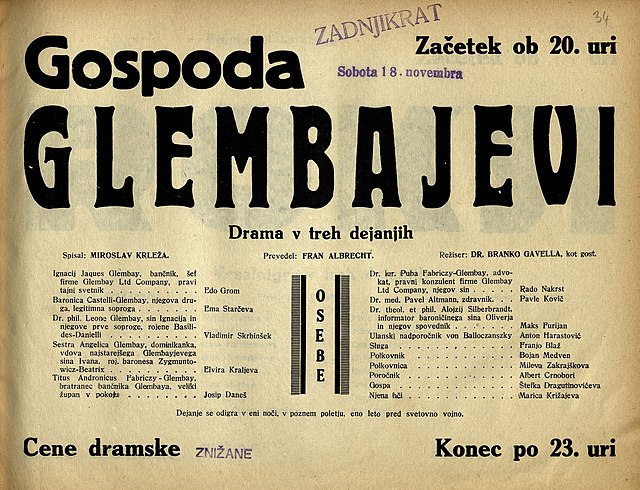 34
ZADNJIKRAT
Začetek ob 20. uri
Sobota 18. novembra
Gospoda
GLEMBAJEVI
Drama v treh dejanjih
Spisal: MIROSLAV KRLEŽA.
Prevedel: FRAN ALBRECHT.
Režiser: DR. BRANKO GAVELLA, kot gost.
Ignacij Jaques Glembay, bančnik, šef
firme Glembay Ltd Company, pravi
tajni svetnik . . . . . . . . Edo Grom
Baronica Castelli-Glembay, njegova dru-
ga, legitimna soproga . . . . . Ema Starčeva
Dr. phil. Leone Glembay, sin Ignacija in
njegove prve soproge, rojene Basili-
des-Danielli . . . . . . . . Vladimir Skrbinšek
Sestra Angelica Glembay, dominikanka,
vdova najstarejšega Glembayjevega
sina Ivana, roj. baronesa Zygmunto-
wicz-Beatrix . . . . . . . . Elvira Kraljeva
Titus Andronicus Fabriczy-Glembay,
bratranec bančnika Glembaya, veliki
župan v pokoju . . . . . . . Josip Daneš
OSEBE
Dr. iur. Puba Fabriczy-Glembay, advo-
kat, pravni konzulent firme Glembay
Ltd Company, njegov sin . . . . Rado Nakrst
Dr. med. Pavel Altmann, zdravnik . . Pavle Kovič
Dr. theol. et phil. Alojzij Silberbrandt,
informator baroničinega sina Oliverja
in njegov spovednik . . . . . . Maks Furijan
Ulanski nadporočnik von Balloczanszky Anton Harastovič
Sluga . . . . . . . . Franjo Blaž
Polkovnik . . . . . . . . Bojan Medven
Polkovnica . . . . . . . . Mileva Zakrajškova
Poročnik . . . . . . . . Albert Crnobori
Gospa . . . . . . . . Štefka Dragutinovičeva
Njena hči . . . . . . . . Marica Križajeva
Dejanje se odigra v eni noči, v poznem poletju, eno leto pred svetovno vojno.
Cene dramske ZNIŽANE
Konec po 23. uri